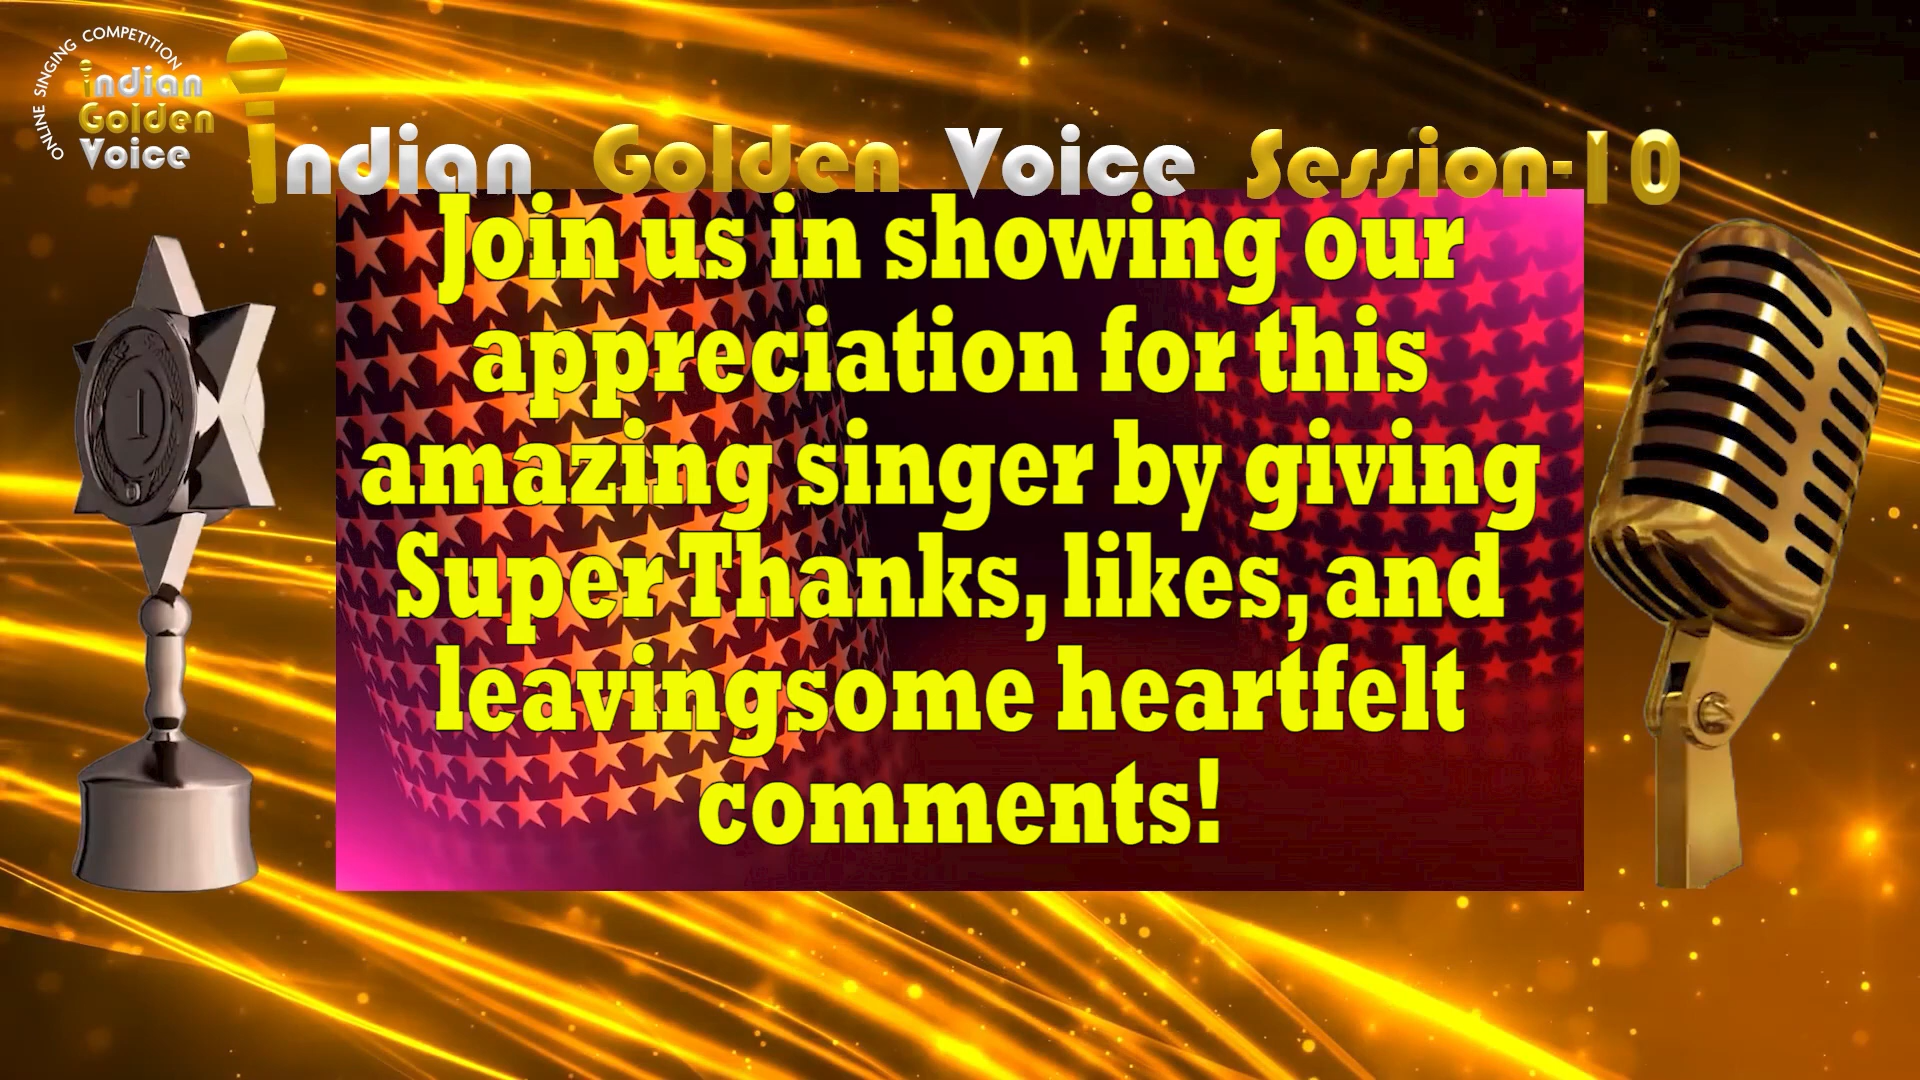 ONLINE SINGING COMPETITION
indian
Golden
Voice
indian Golden Voice Session-10
Join us in showing our
appreciation for this
amazing singer by giving
Super Thanks, likes, and
leavingsome heartfelt
comments!
1